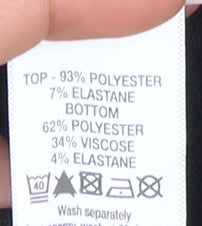 TOP - 93% POLYESTER
7% ELASTANE
BOTTOM
62% POLYESTER
34% VISCOSE
4% ELASTANE
40
Wash separately